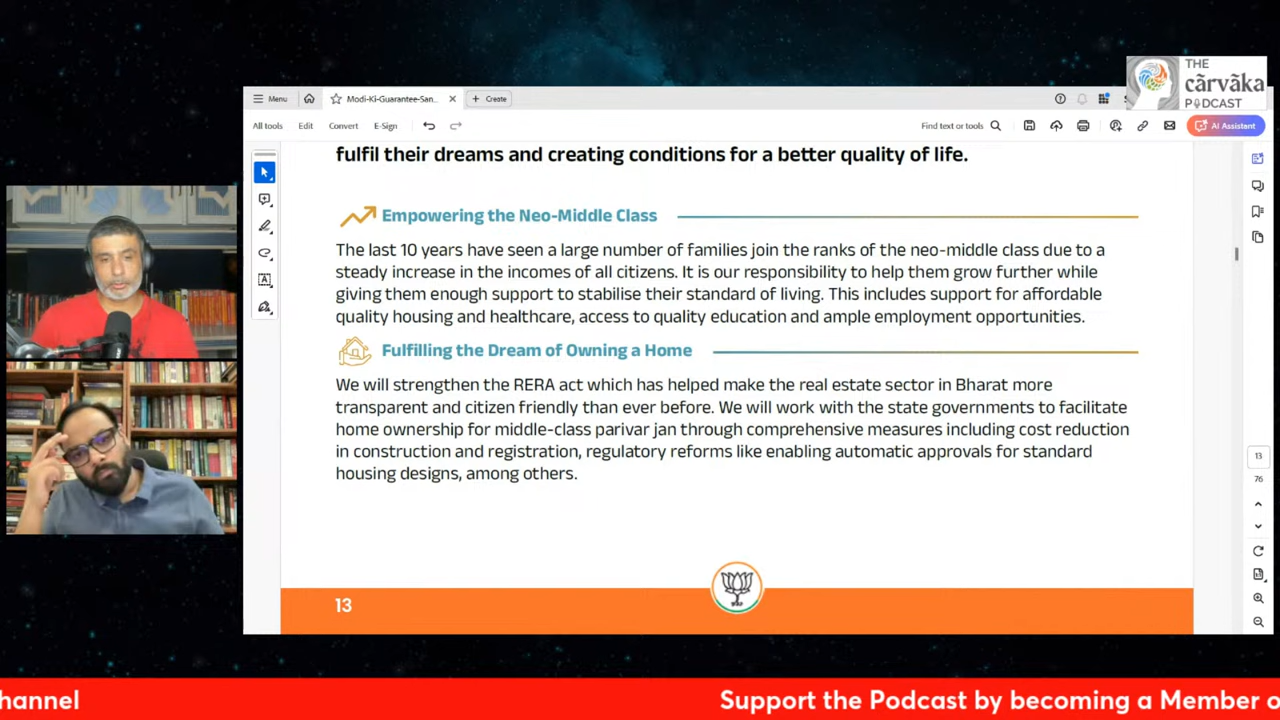 THE
cārvāka
PODCAST
Menu
Modi-Ki-Guarantee-San...
Create
All tools
Edit
Convert
E-Sign
Find text or tools
AI Assistant
fulfil their dreams and creating conditions for a better quality of life.
Empowering the Neo-Middle Class
The last 10 years have seen a large number of families join the ranks of the neo-middle class due to a
steady increase in the incomes of all citizens. It is our responsibility to help them grow further while
giving them enough support to stabilise their standard of living. This includes support for affordable
quality housing and healthcare, access to quality education and ample employment opportunities.
Fulfilling the Dream of Owning a Home
We will strengthen the RERA act which has helped make the real estate sector in Bharat more
transparent and citizen friendly than ever before. We will work with the state governments to facilitate
home ownership for middle-class parivar jan through comprehensive measures including cost reduction
in construction and registration, regulatory reforms like enabling automatic approvals for standard
housing designs, among others.
13
76
13
hannel
Support the Podcast by becoming a Member o